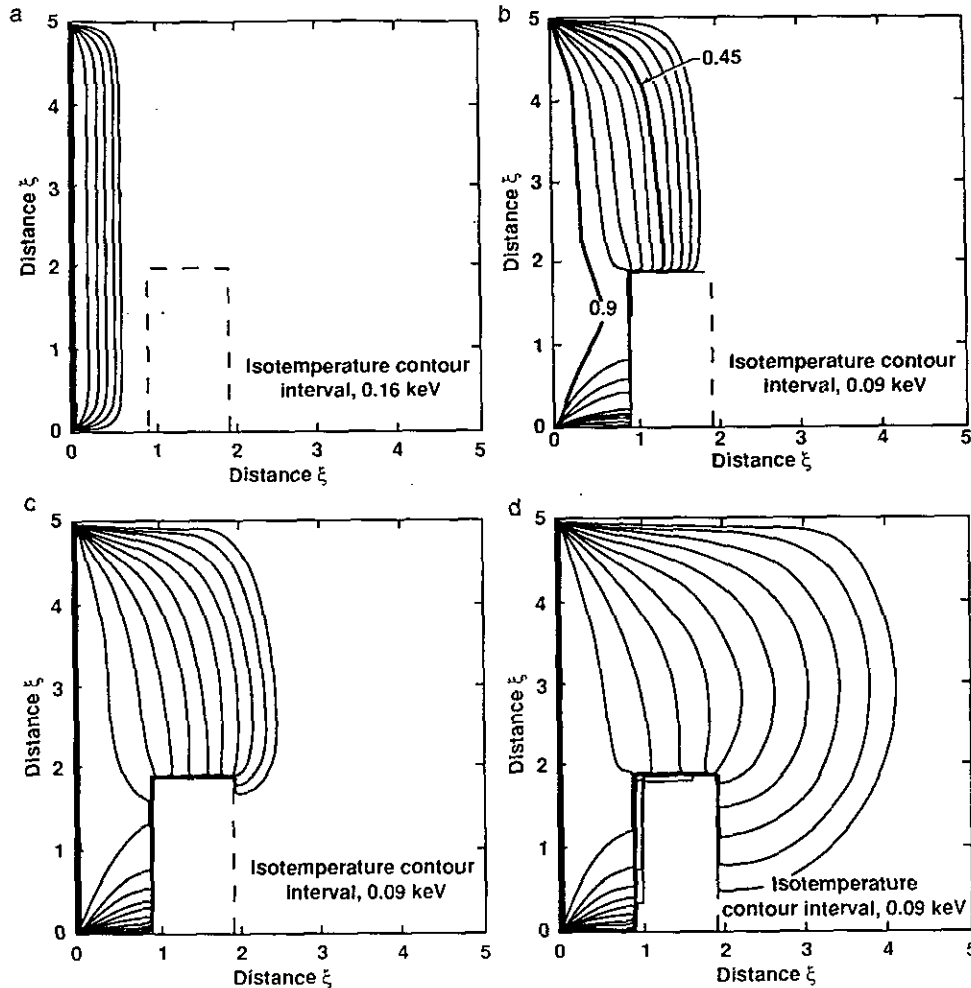 a
5
4
3
2
1
0
Distance ξ
Isotemperature contour
interval, 0.16 keV
0 1 2 3 4 5
Distance ξ
b
5
4
3
2
1
0
Distance ξ
0.45
0.9
Isotemperature contour
interval, 0.09 keV
0 1 2 3 4 5
Distance ξ
c
5
4
3
2
1
0
Distance ξ
Isotemperature contour
interval, 0.09 keV
0 1 2 3 4 5
Distance ξ
d
5
4
3
2
1
0
Distance ξ
Isotemperature
contour interval, 0.09 keV
0 1 2 3 4 5
Distance ξ